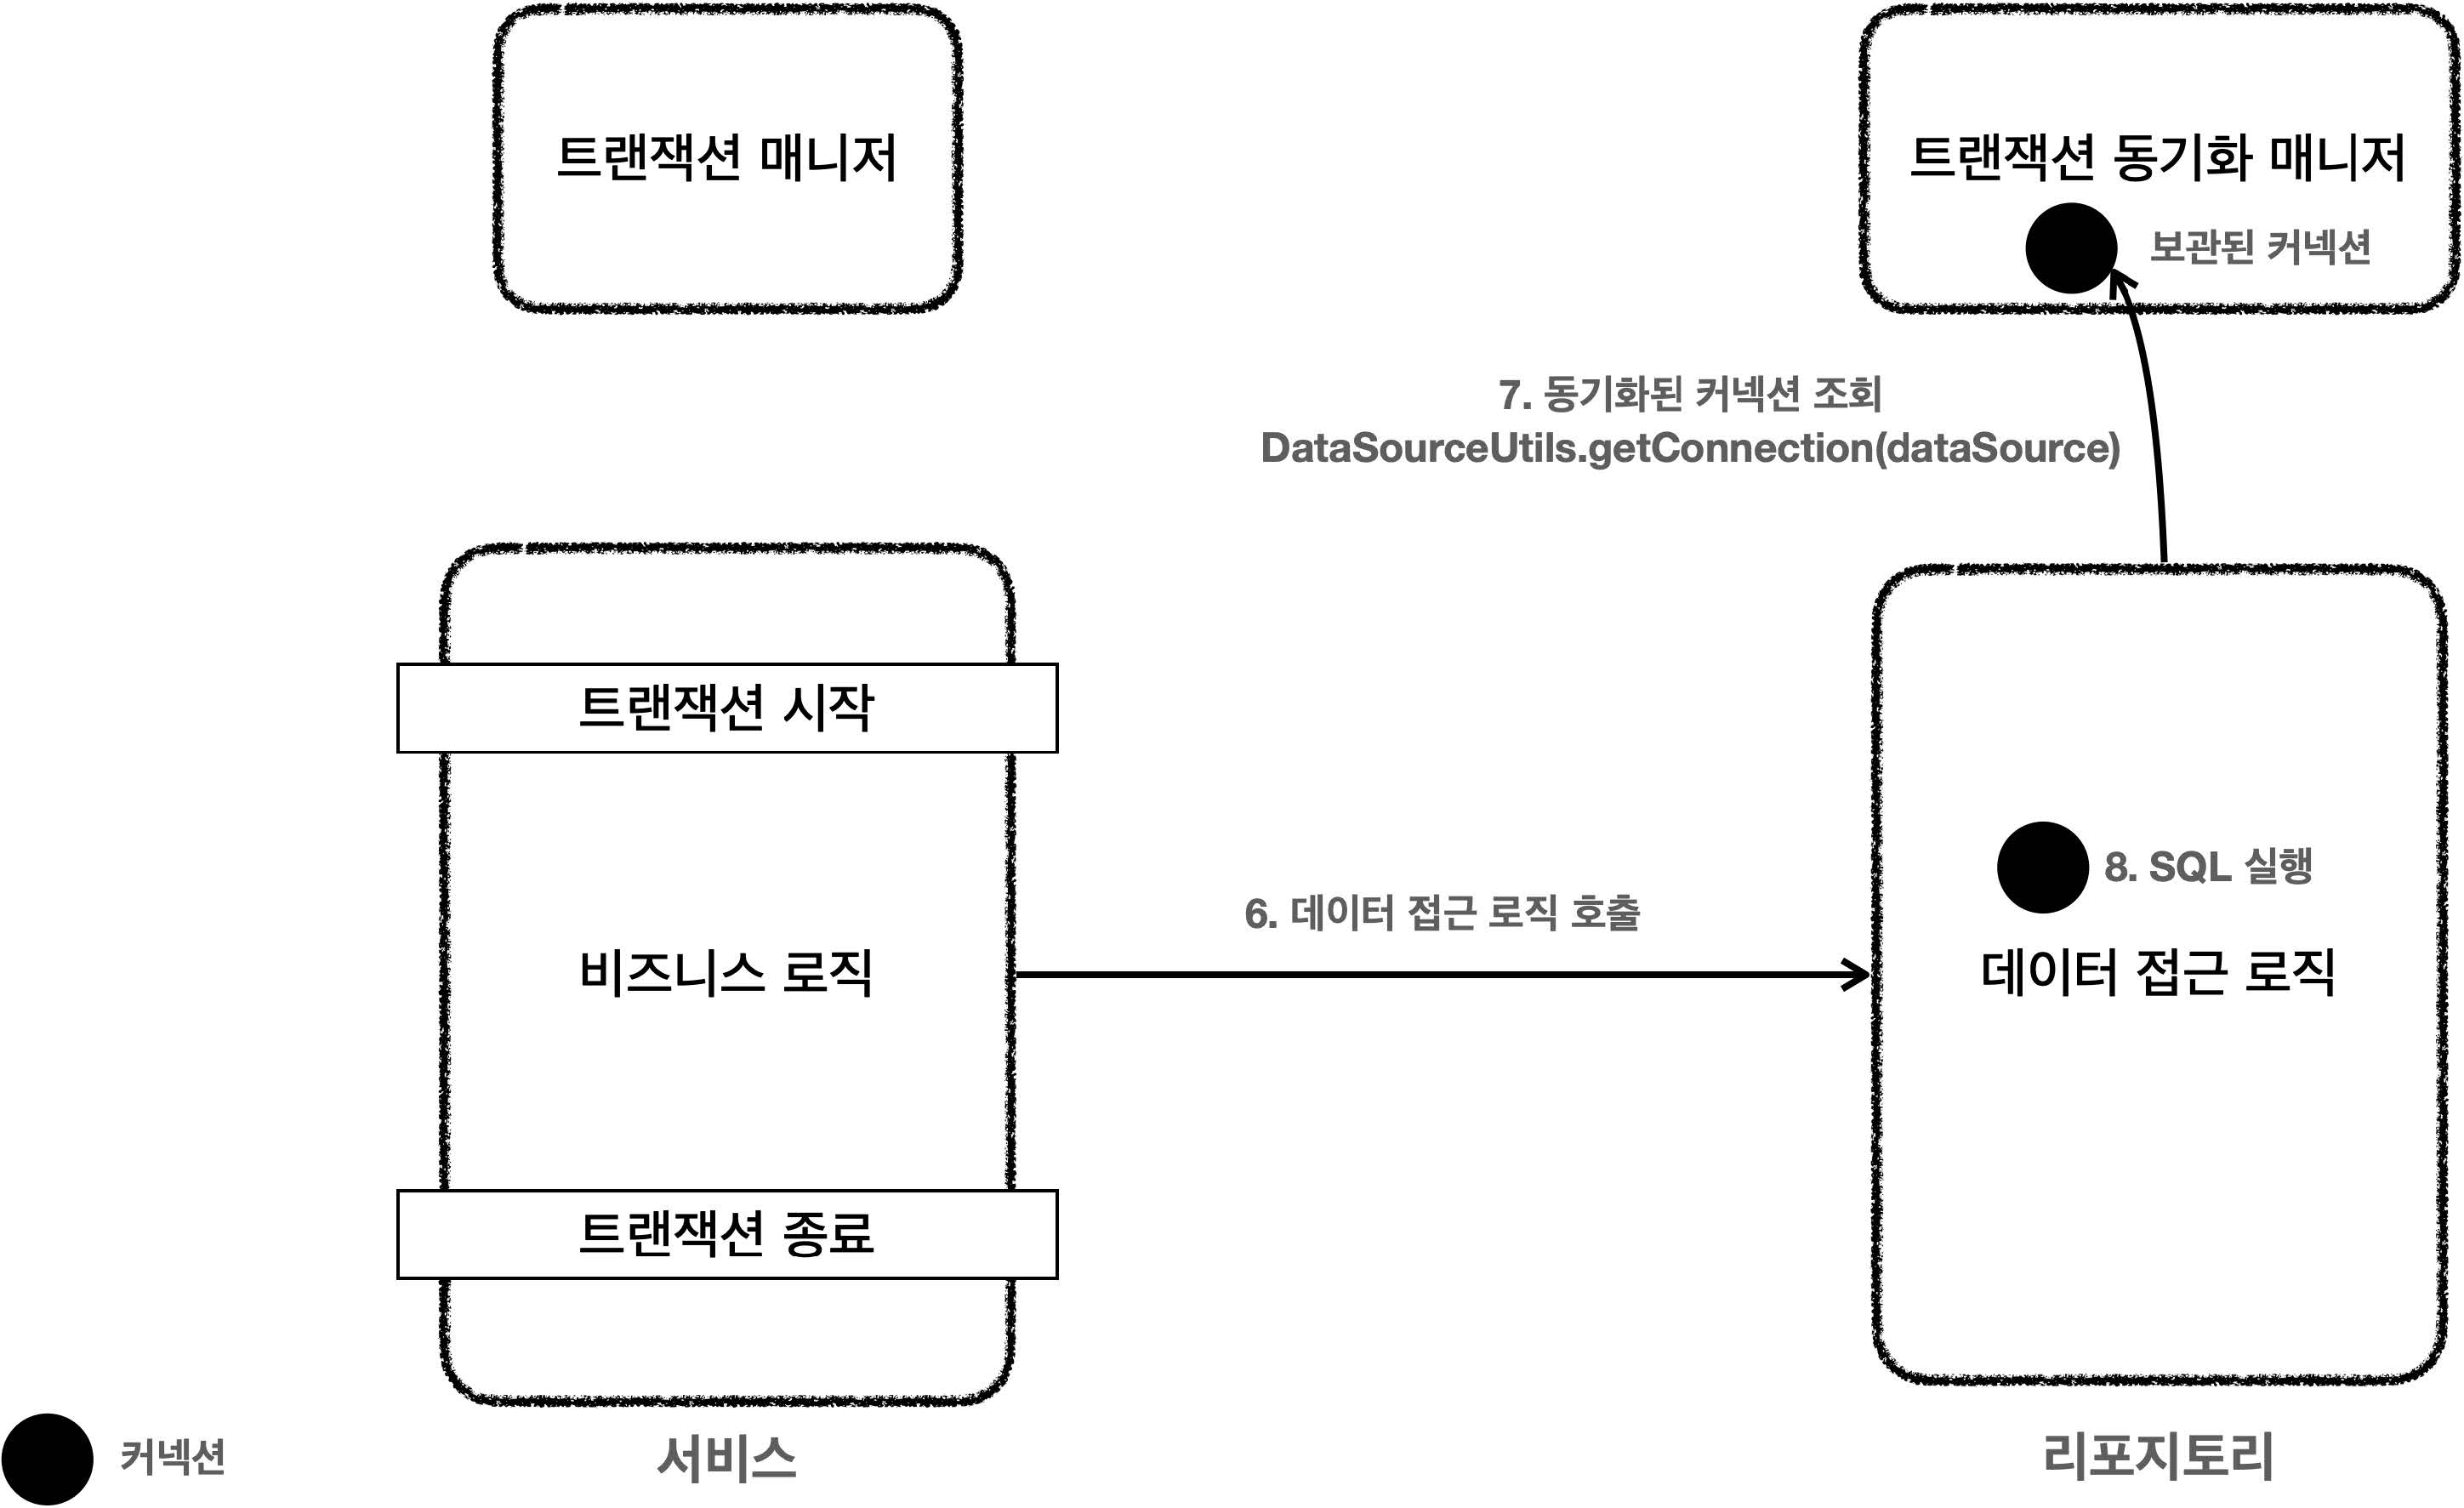 트랜잭션 매니저
트랜잭션 동기화 매니저
보관된 커넥션
7. 동기화된 커넥션 조회
DataSourceUtils.getConnection(dataSource)
트랜잭션 시작
비즈니스 로직
트랜잭션 종료
6. 데이터 접근 로직 호출
8. SQL 실행
데이터 접근 로직
커넥션
서비스
리포지토리